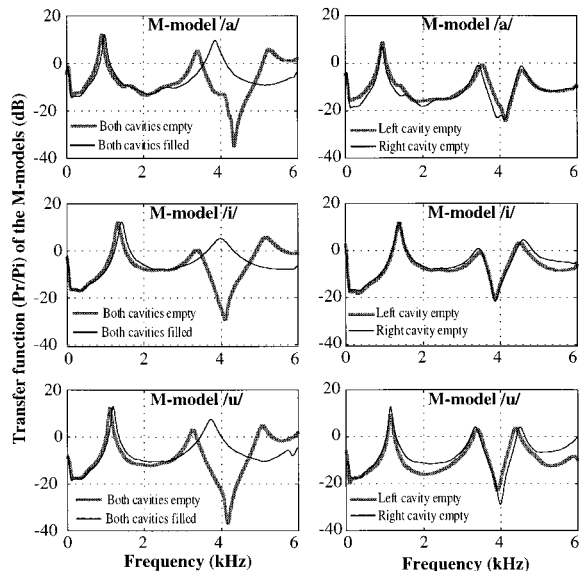 Transfer function (Pr/Pi) of the M-models (dB)
M-model /a/
20
0
-20
-40
0 2 4 6
Both cavities empty
Both cavities filled
M-model /a/
20
0
-20
-40
0 2 4 6
Left cavity empty
Right cavity empty
M-model /i/
20
0
-20
-40
0 2 4 6
Both cavities empty
Both cavities filled
M-model /i/
20
0
-20
-40
0 2 4 6
Left cavity empty
Right cavity empty
M-model /u/
20
0
-20
-40
0 2 4 6
Both cavities empty
Both cavities filled
Frequency (kHz)
M-model /u/
20
0
-20
-40
0 2 4 6
Left cavity empty
Right cavity empty
Frequency (kHz)